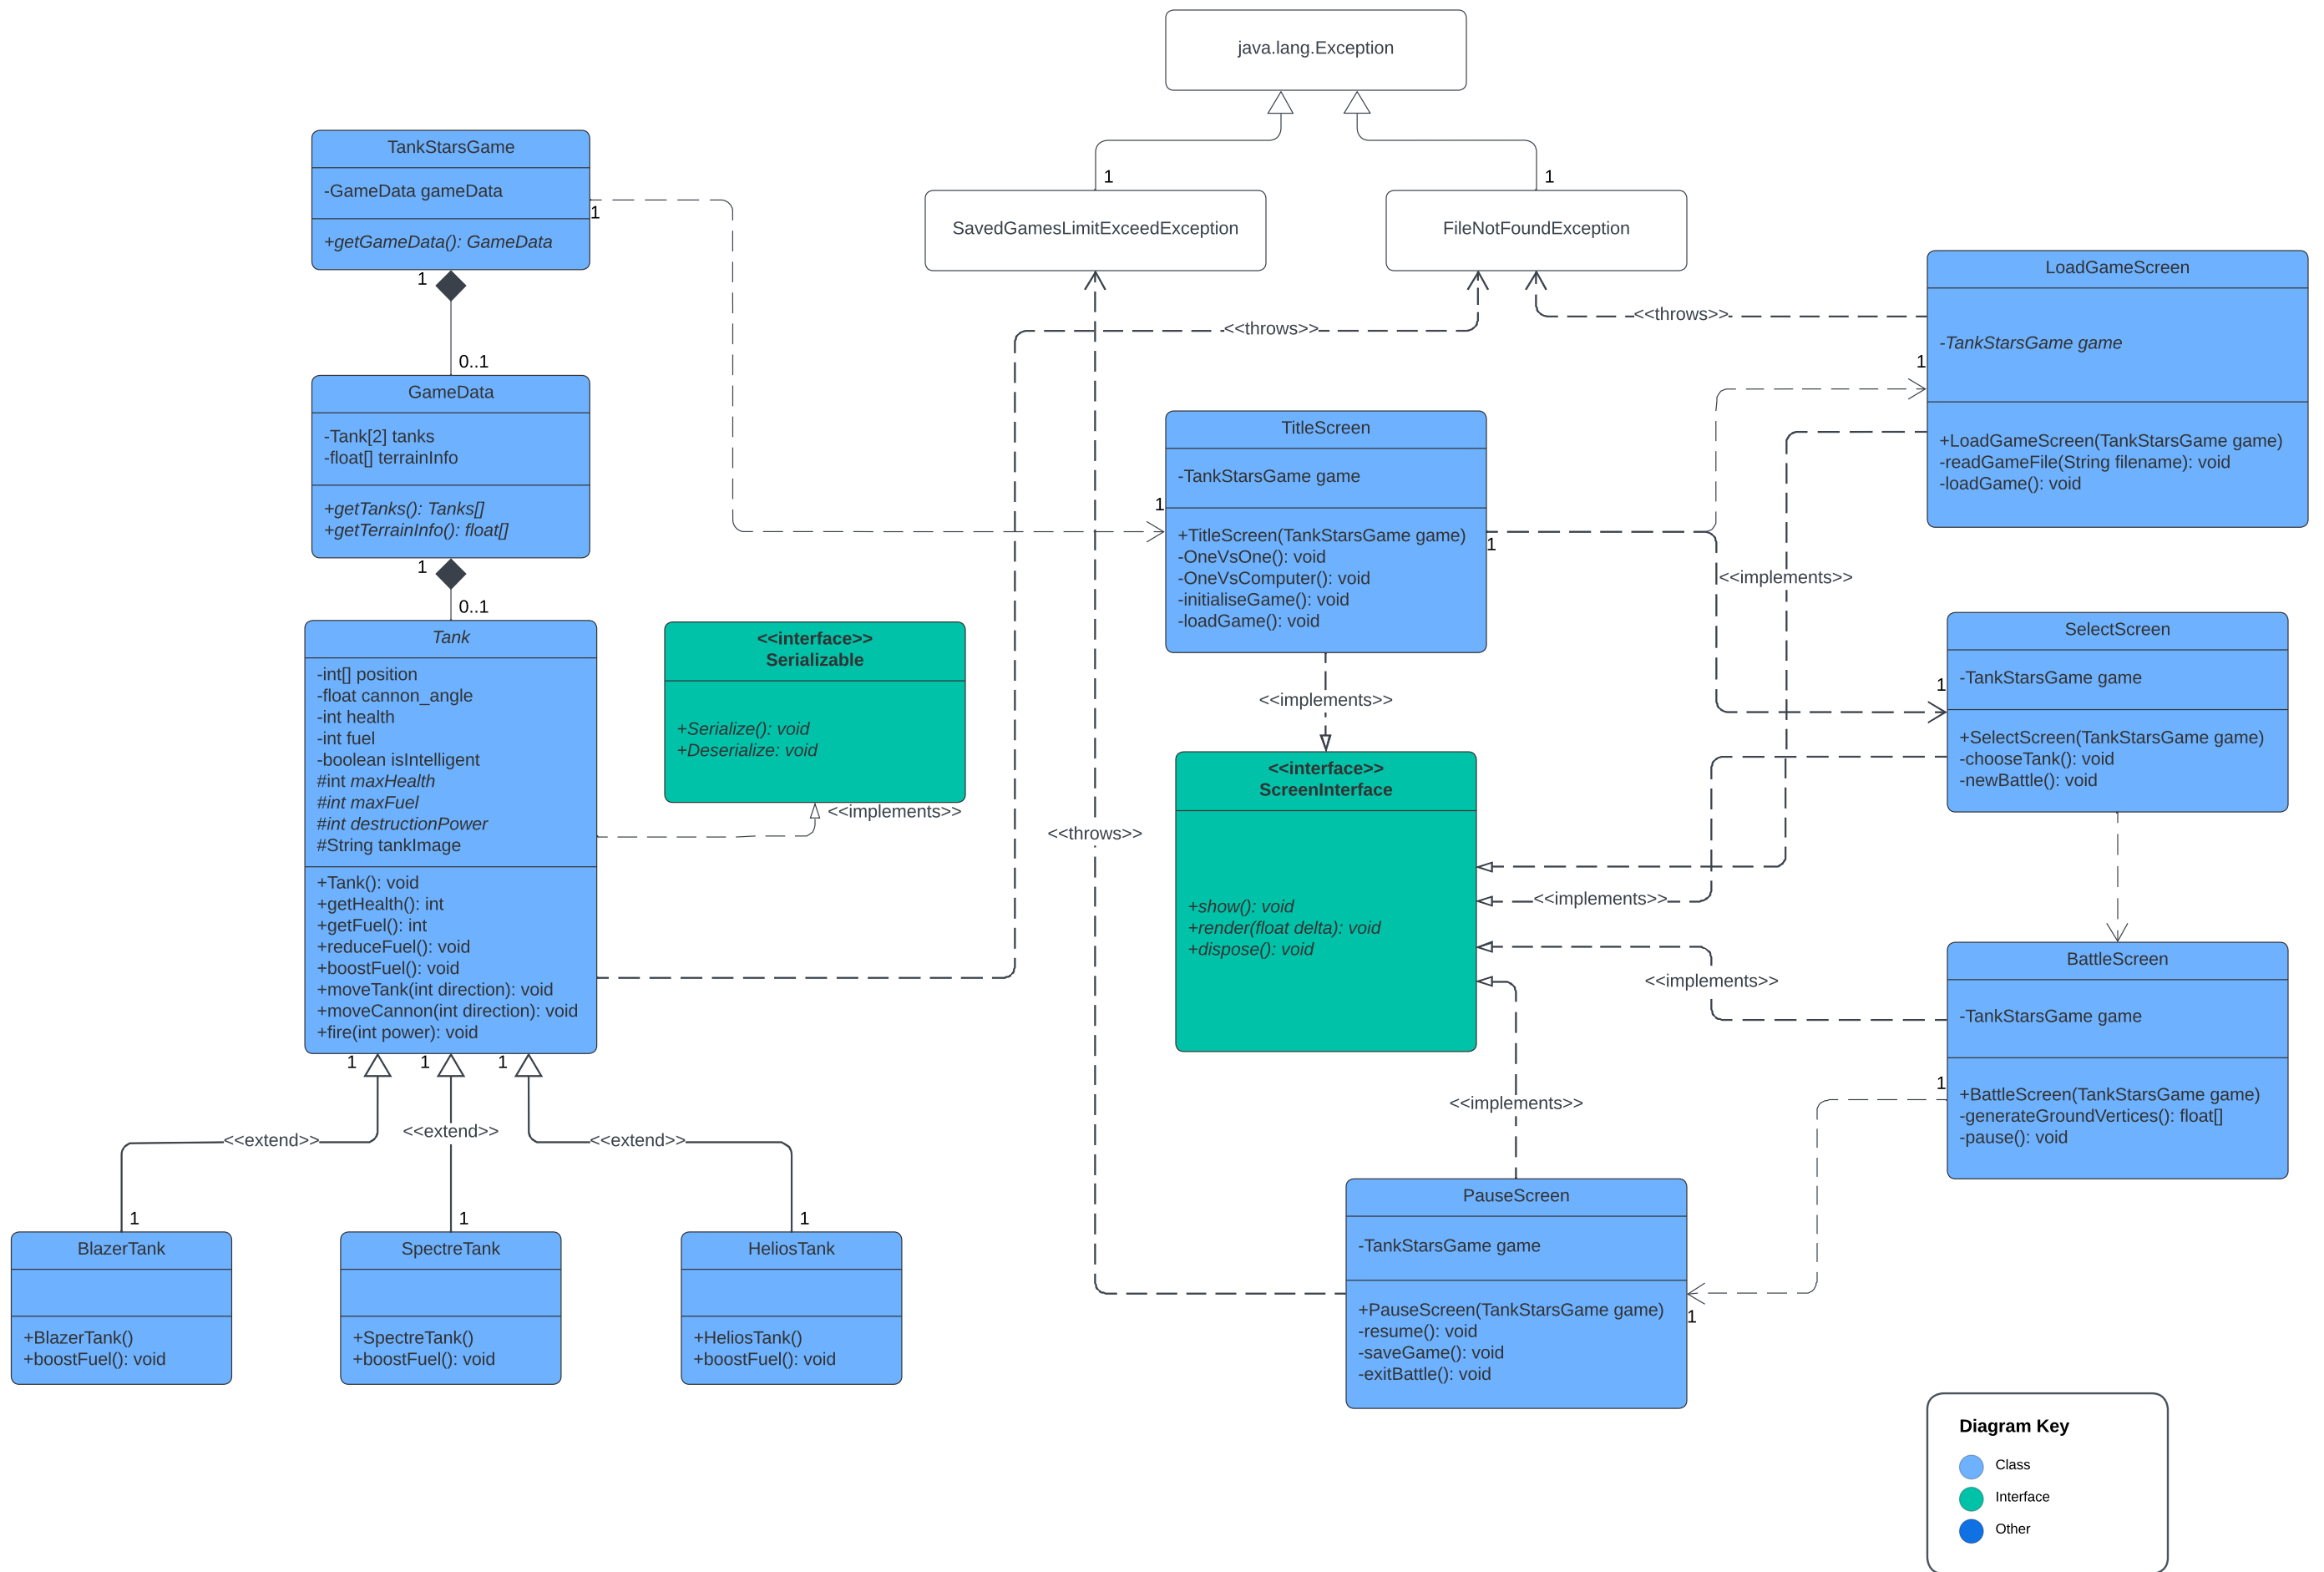 java.lang.Exception
1
1
SavedGamesLimitExceedException
FileNotFoundException
TankStarsGame
-GameData gameData
+getGameData(): GameData
1
1
0..1
GameData
-Tank[2] tanks
-float[] terrainInfo
+getTanks(): Tanks[]
+getTerrainInfo(): float[]
1
0..1
Tank
-int[] position
-float cannon_angle
-int health
-int fuel
-boolean isIntelligent
#int maxHealth
#int maxFuel
#int destructionPower
#String tankImage
+Tank(): void
+getHealth(): int
+getFuel(): int
+reduceFuel(): void
+boostFuel(): void
+moveTank(int direction): void
+moveCannon(int direction): void
+fire(int power): void
1
1
1
<<extend>>
<<extend>>
<<extend>>
1
1
1
BlazerTank
+BlazerTank()
+boostFuel(): void
SpectreTank
+SpectreTank()
+boostFuel(): void
HeliosTank
+HeliosTank()
+boostFuel(): void
<<interface>>
Serializable
+Serialize(): void
+Deserialize: void
<<implements>>
<<throws>>
<<throws>>
<<throws>>
1
TitleScreen
-TankStarsGame game
+TitleScreen(TankStarsGame game)
-OneVsOne(): void
-OneVsComputer(): void
-initialiseGame(): void
-loadGame(): void
1
<<implements>>
<<interface>>
ScreenInterface
+show(): void
+render(float delta): void
+dispose(): void
LoadGameScreen
-TankStarsGame game
+LoadGameScreen(TankStarsGame game)
-readGameFile(String filename): void
-loadGame(): void
1
<<implements>>
SelectScreen
-TankStarsGame game
+SelectScreen(TankStarsGame game)
-chooseTank(): void
-newBattle(): void
1
<<implements>>
BattleScreen
-TankStarsGame game
+BattleScreen(TankStarsGame game)
-generateGroundVertices(): float[]
-pause(): void
<<implements>>
1
<<implements>>
PauseScreen
-TankStarsGame game
+PauseScreen(TankStarsGame game)
-resume(): void
-saveGame(): void
-exitBattle(): void
1
Diagram Key
Class
Interface
Other